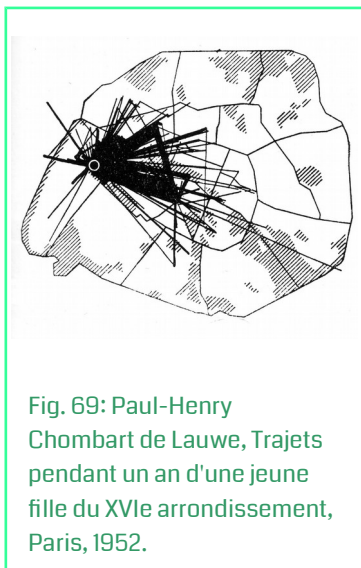 Fig. 69: Paul-Henry
Chombart de Lauwe, Trajets
pendant un an d'une jeune
fille du XVIe arrondissement,
Paris, 1952.